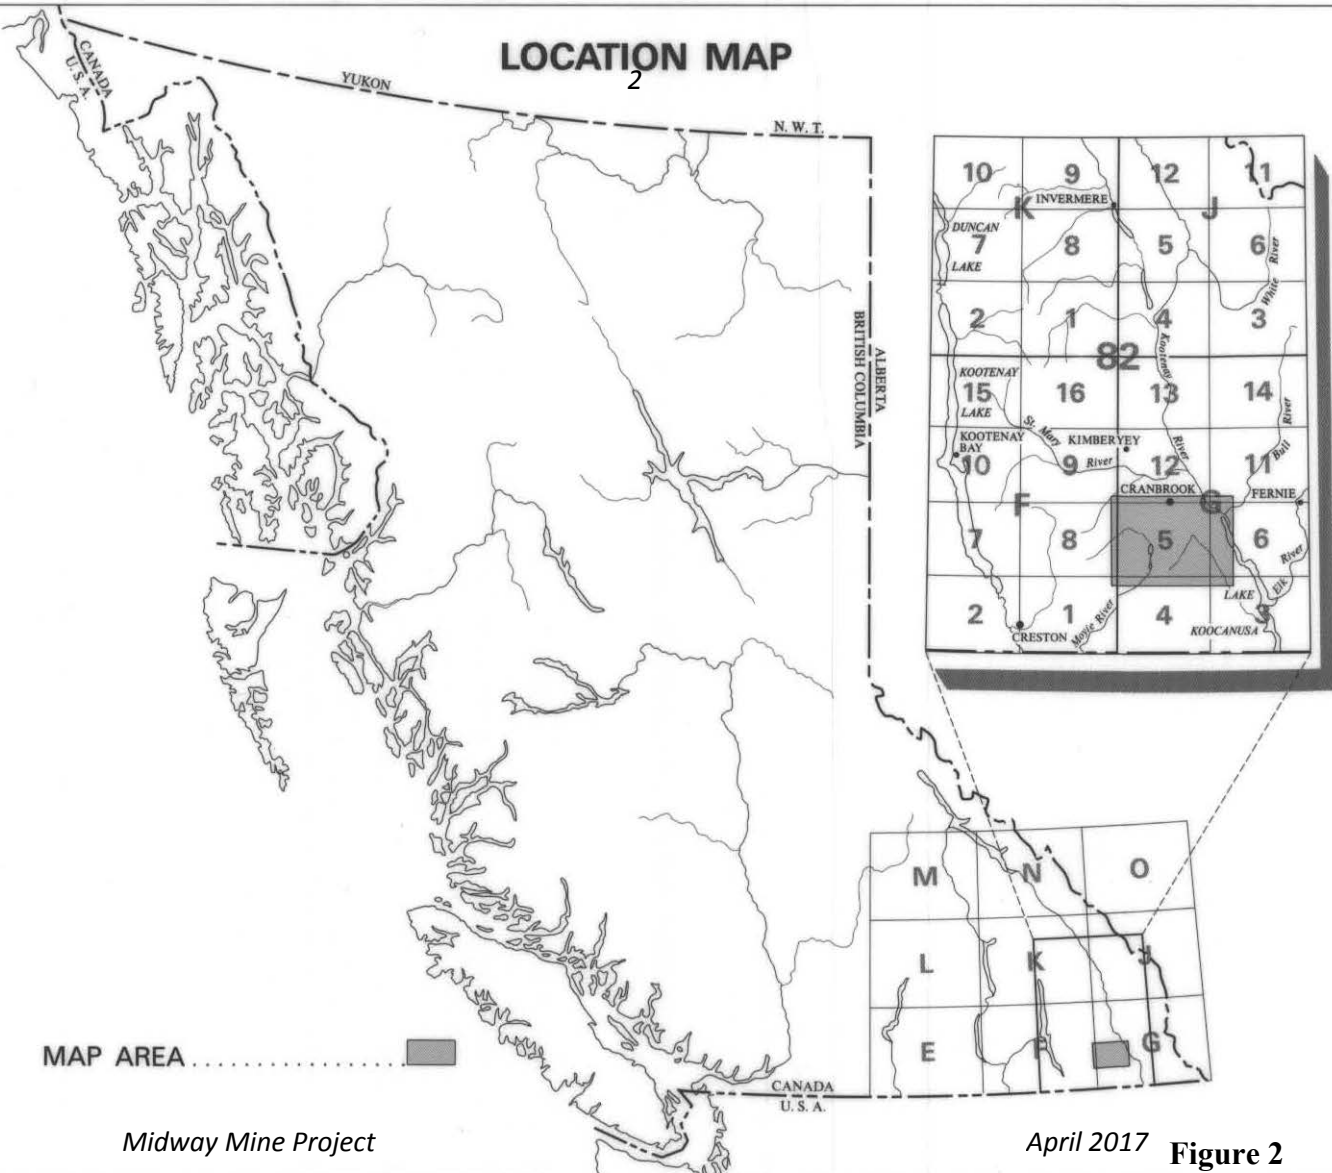 LOCATION MAP
2
CANADA
U. S. A.
YUKON
N. W. T.
BRITISH COLUMBIA
ALBERTA
10 9 12 11
INVERMERE
K J
DUNCAN
7 8 5 6
LAKE
River
White
2 1 4 3
Kootenay
82
KOOTENAY
15 16 13 14
LAKE
River
St. Mary
KOOTENAY
BAY
KIMBERYEY
River
Bull
10 9 River 12 11
CRANBROOK
FERNIE
F G
7 8 5 6
River
Elk
LAKE
2 1 4 3
Moyie River
KOOCANUSA
CRESTON
M N O
L K J
E F G
MAP AREA
CANADA
U. S. A.
Midway Mine Project
April 2017
Figure 2